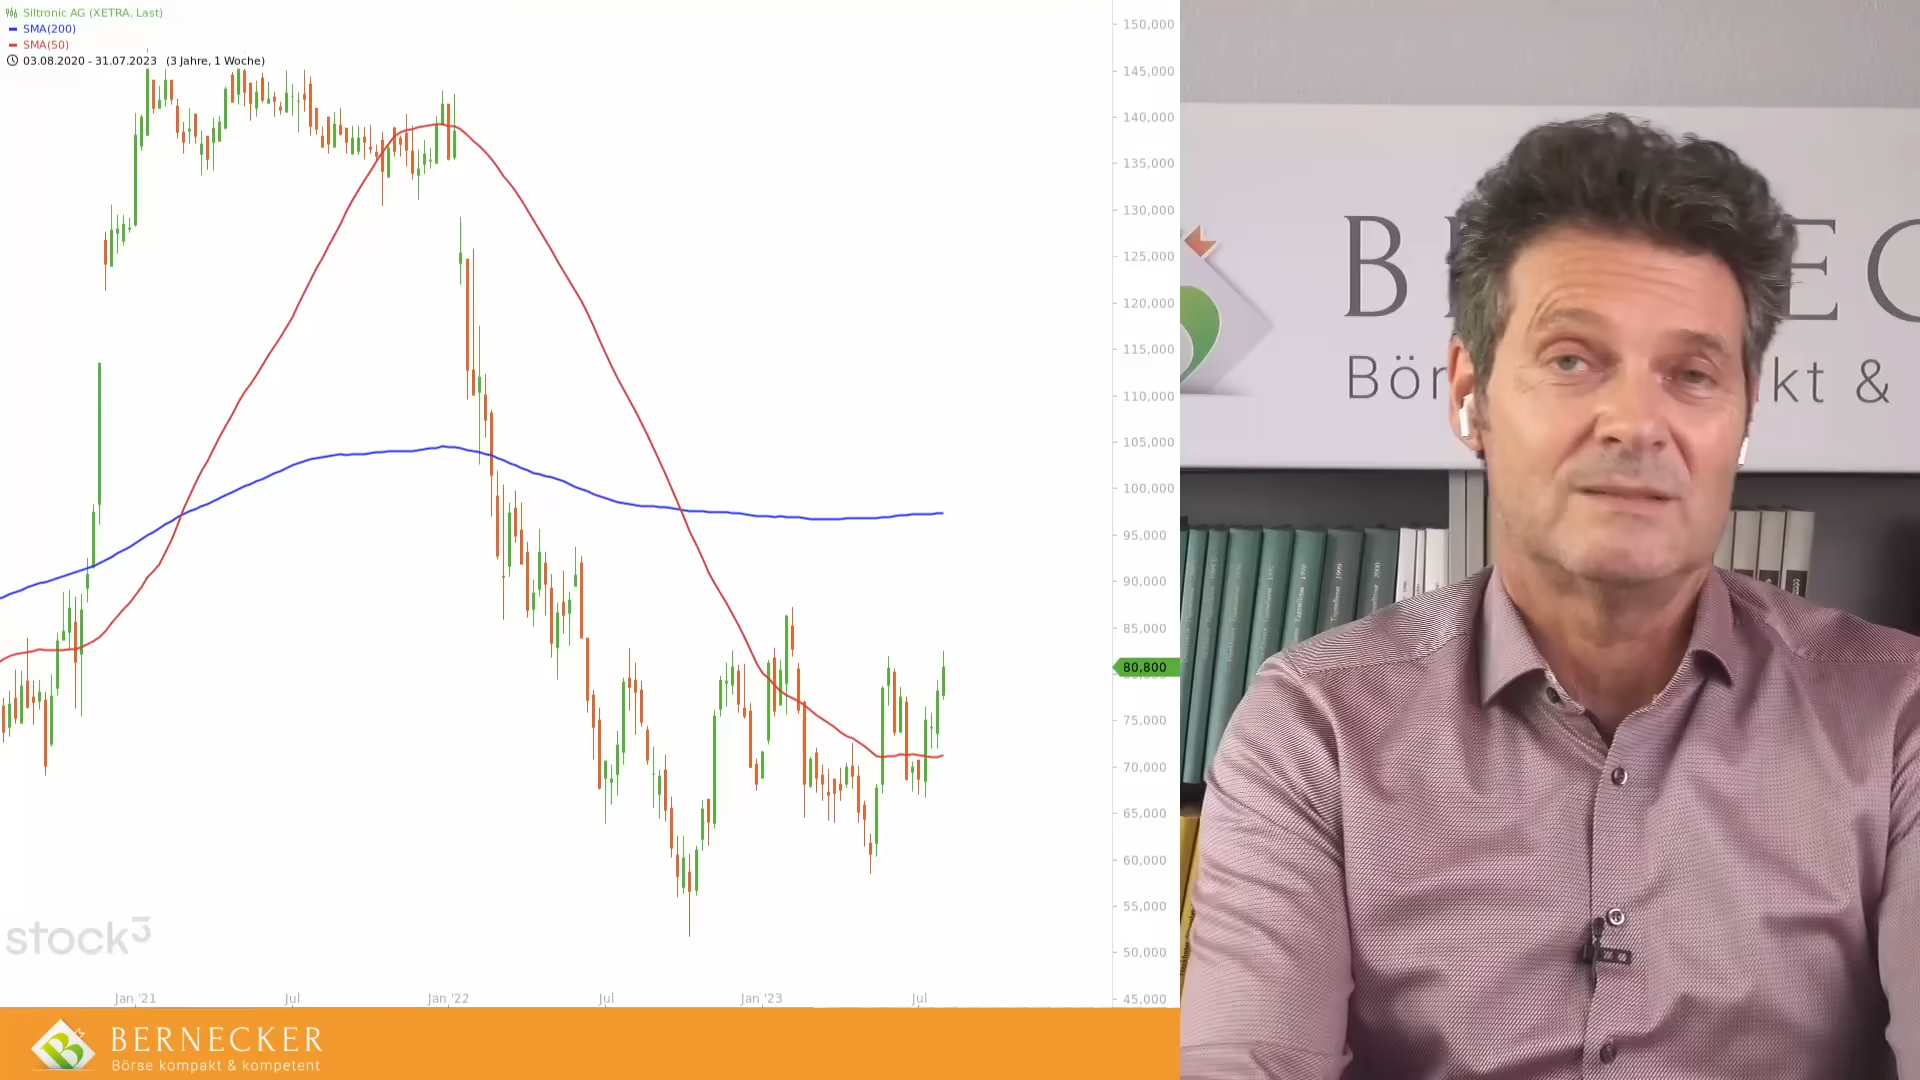 Siltronic AG (XETRA, Last)
SMA(200)
SMA(50)
03.08.2020 - 31.07.2023 (3 Jahre, 1 Woche)
150,000
145,000
140,000
135,000
130,000
125,000
120,000
115,000
110,000
105,000
100,000
95,000
90,000
85,000
80,800
75,000
70,000
65,000
60,000
55,000
50,000
45,000
stock3
Jan '21
Jul
Jan '22
Jul
Jan '23
Jul
BERNECKER
Börse kompakt & kompetent
B EC
Bör kt &
1999
2000